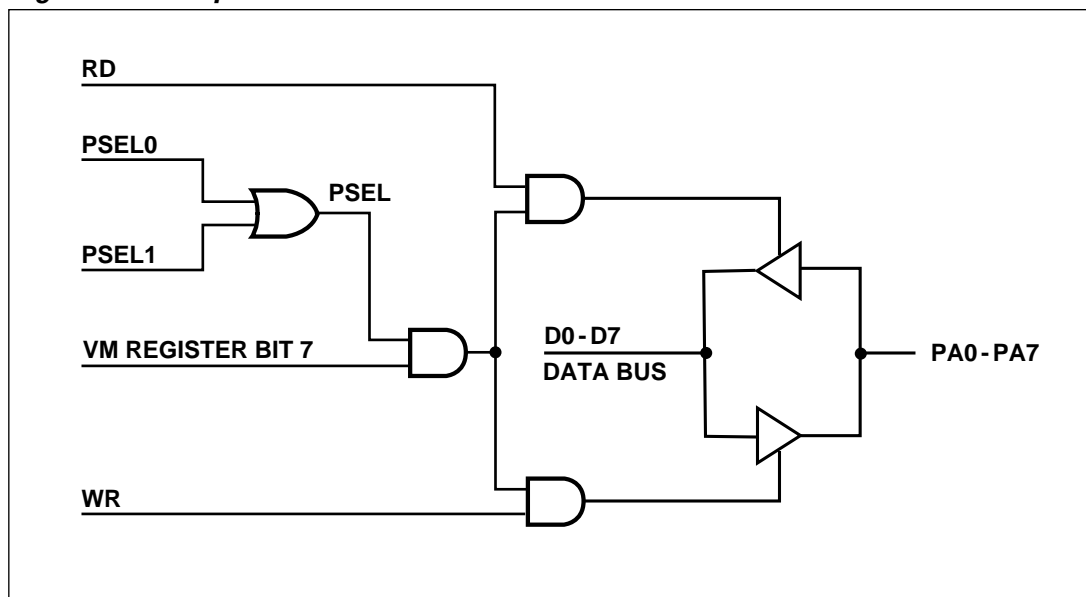 RD
PSEL0
PSEL
PSEL1
VM REGISTER BIT 7
D0 - D7
DATA BUS
PA0 - PA7
WR